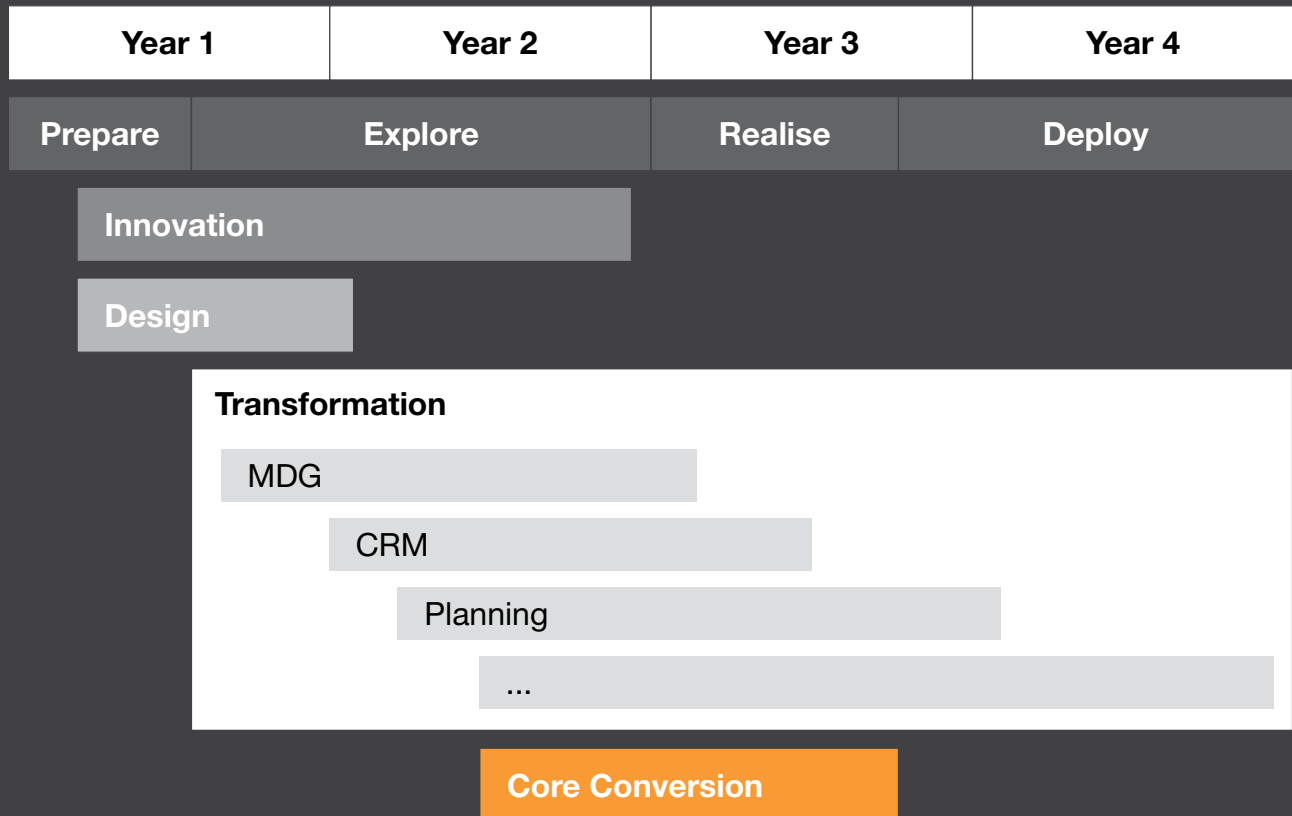 Year 1 Year 2 Year 3 Year 4
Prepare Explore Realise Deploy
Innovation
Design
Transformation
MDG
CRM
Planning
...
Core Conversion